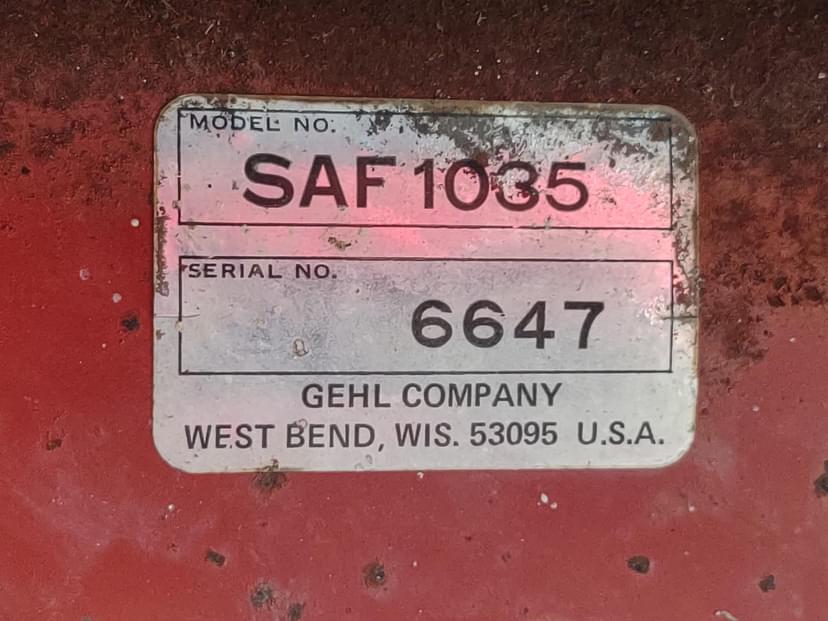 MODEL NO.
SAF 1035
SERIAL NO.
6647
GEHL COMPANY
WEST BEND, WIS. 53095 U.S.A.